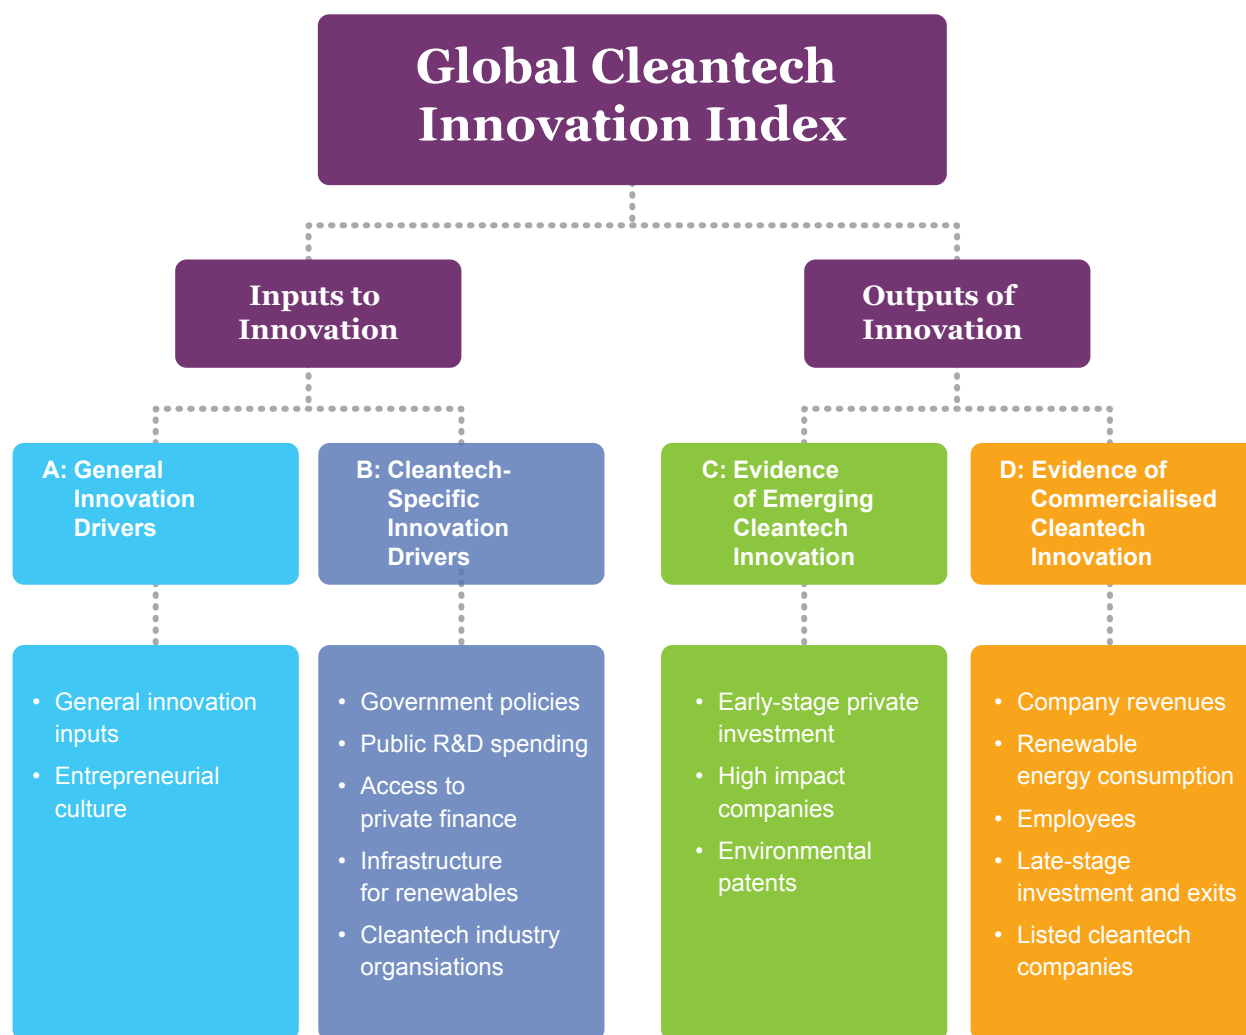 Global Cleantech
Innovation Index
Inputs to
Innovation
Outputs of
Innovation
A: General
Innovation
Drivers
B: Cleantech-
Specific
Innovation
Drivers
C: Evidence
of Emerging
Cleantech
Innovation
D: Evidence of
Commercialised
Cleantech
Innovation
• General innovation
inputs
• Entrepreneurial
culture
• Government policies
• Public R&D spending
• Access to
private finance
• Infrastructure
for renewables
• Cleantech industry
organsiations
• Early-stage private
investment
• High impact
companies
• Environmental
patents
• Company revenues
• Renewable
energy consumption
• Employees
• Late-stage
investment and exits
• Listed cleantech
companies